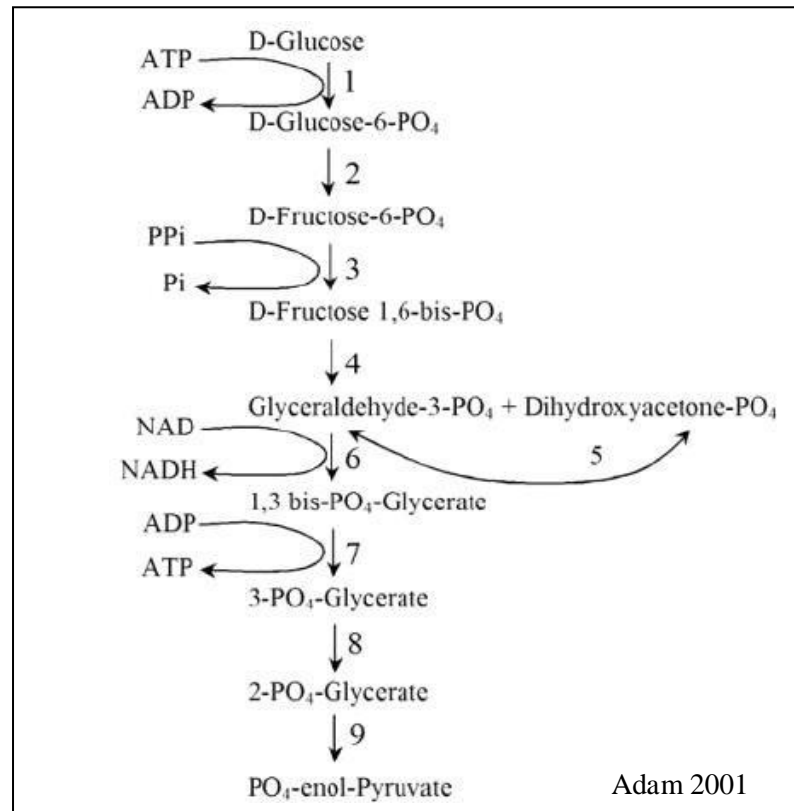 D-Glucose
ATP
1
ADP
D-Glucose-6-PO₄
2
D-Fructose-6-PO₄
PPi
3
Pi
D-Fructose 1,6-bis-PO₄
4
Glyceraldehyde-3-PO₄ + Dihydroxyacetone-PO₄
NAD
6
5
NADH
1,3 bis-PO₄-Glycerate
ADP
7
ATP
3-PO₄-Glycerate
8
2-PO₄-Glycerate
9
PO₄-enol-Pyruvate
Adam 2001